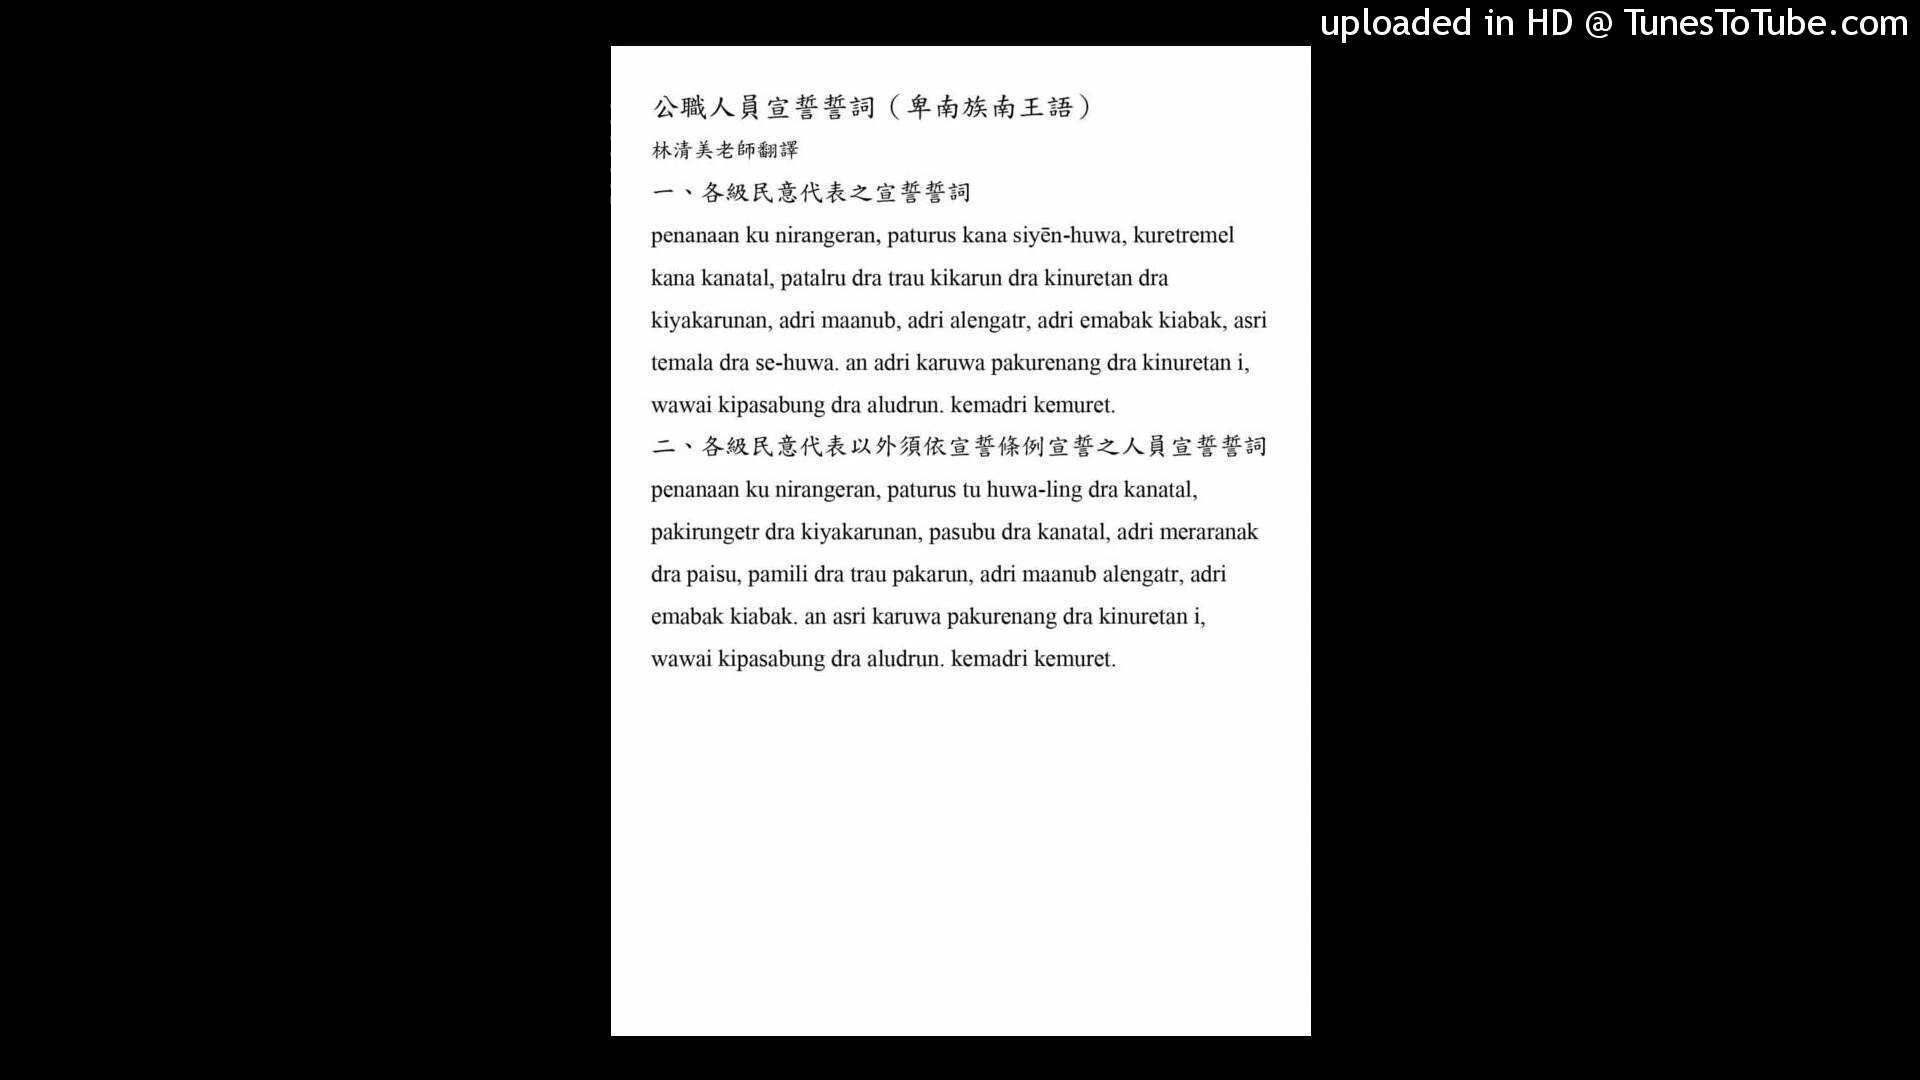 uploaded in HD @ TunesToTube.com
公職人員宣誓誓詞（卑南族南王語）
林清美老師翻譯
一、各級民意代表之宣誓誓詞
penanaan ku nirangeran, paturus kana siyēn-huwa, kuretremel
kana kanatal, patalru dra trau kikarun dra kinuretan dra
kiyakarunan, adri maanub, adri alengatr, adri emabak kiabak, asri
temala dra se-huwa. an adri karuwa pakurenang dra kinuretan i,
wawai kipasabung dra aludrun. kemadri kemuret.
二、各級民意代表以外須依宣誓條例宣誓之人員宣誓誓詞
penanaan ku nirangeran, paturus tu huwa-ling dra kanatal,
pakirungetr dra kiyakarunan, pasubu dra kanatal, adri meraranak
dra paisu, pamili dra trau pakarun, adri maanub alengatr, adri
emabak kiabak. an asri karuwa pakurenang dra kinuretan i,
wawai kipasabung dra aludrun. kemadri kemuret.